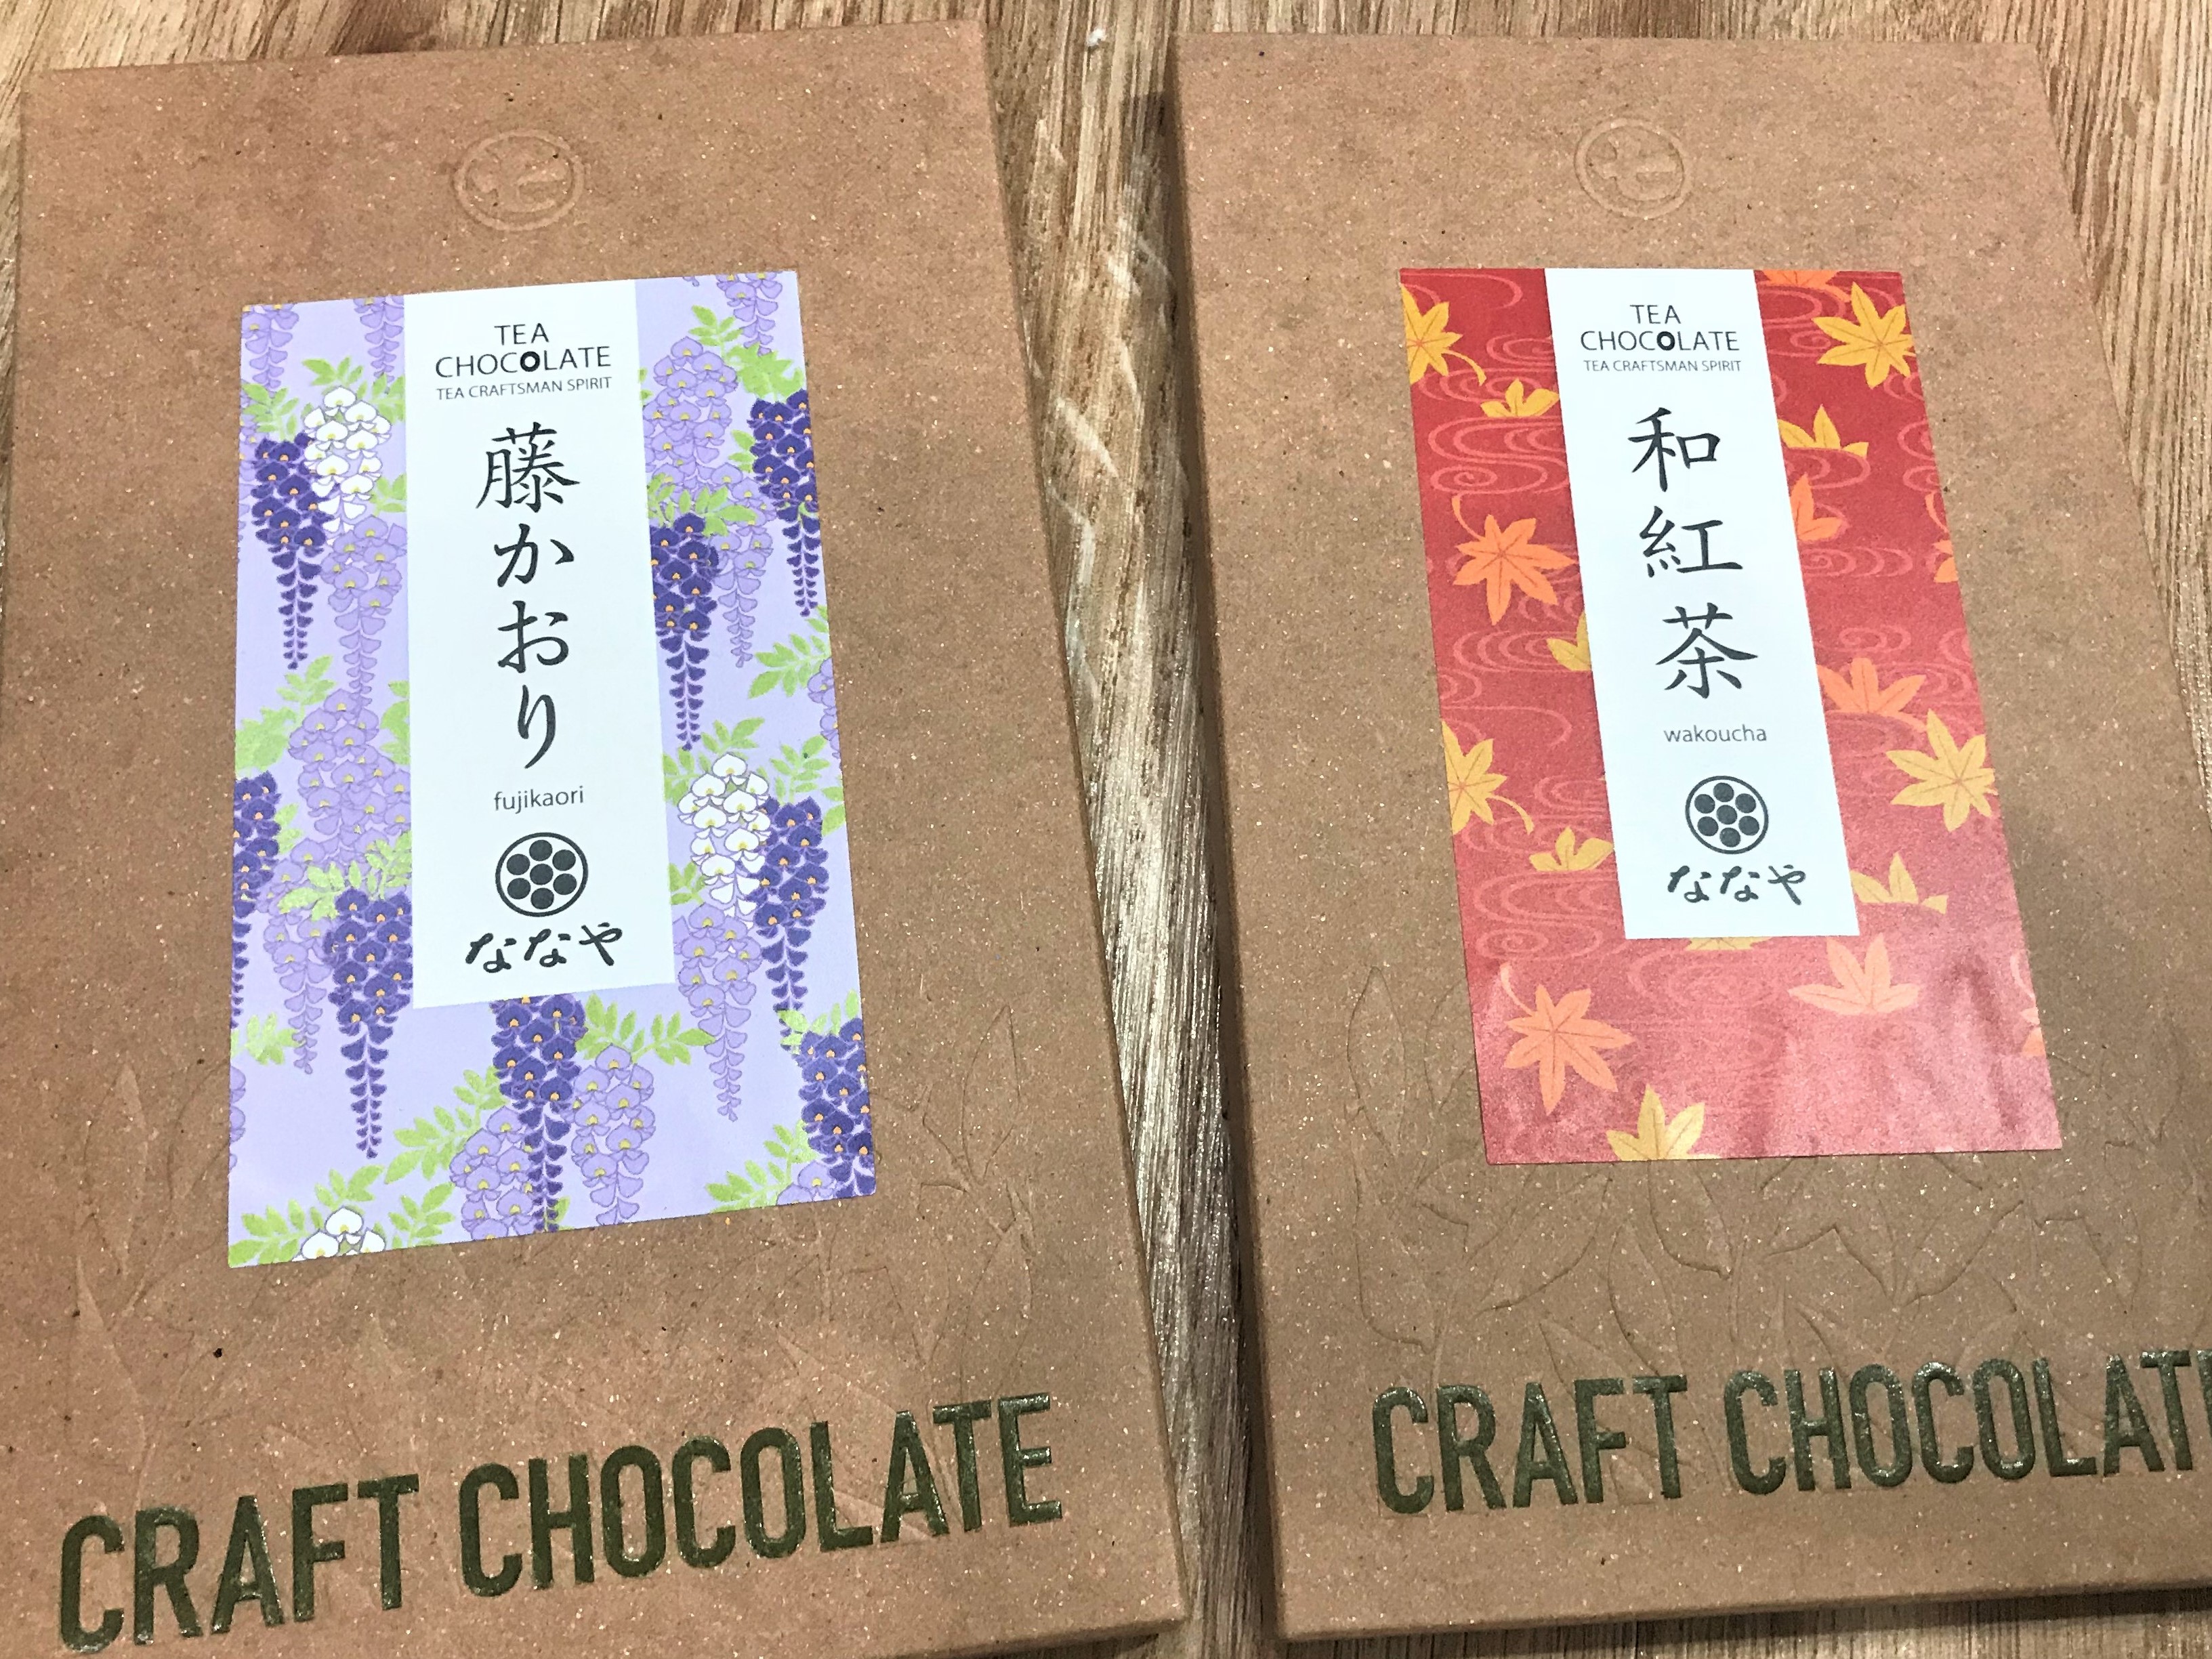 TEA
CHOCOLATE
TEA CRAFTSMAN SPIRIT
藤かおり
fujikaori
ななや
CRAFT CHOCOLATE
TEA
CHOCOLATE
TEA CRAFTSMAN SPIRIT
和紅茶
wakoucha
ななや
CRAFT CHOCOLATE